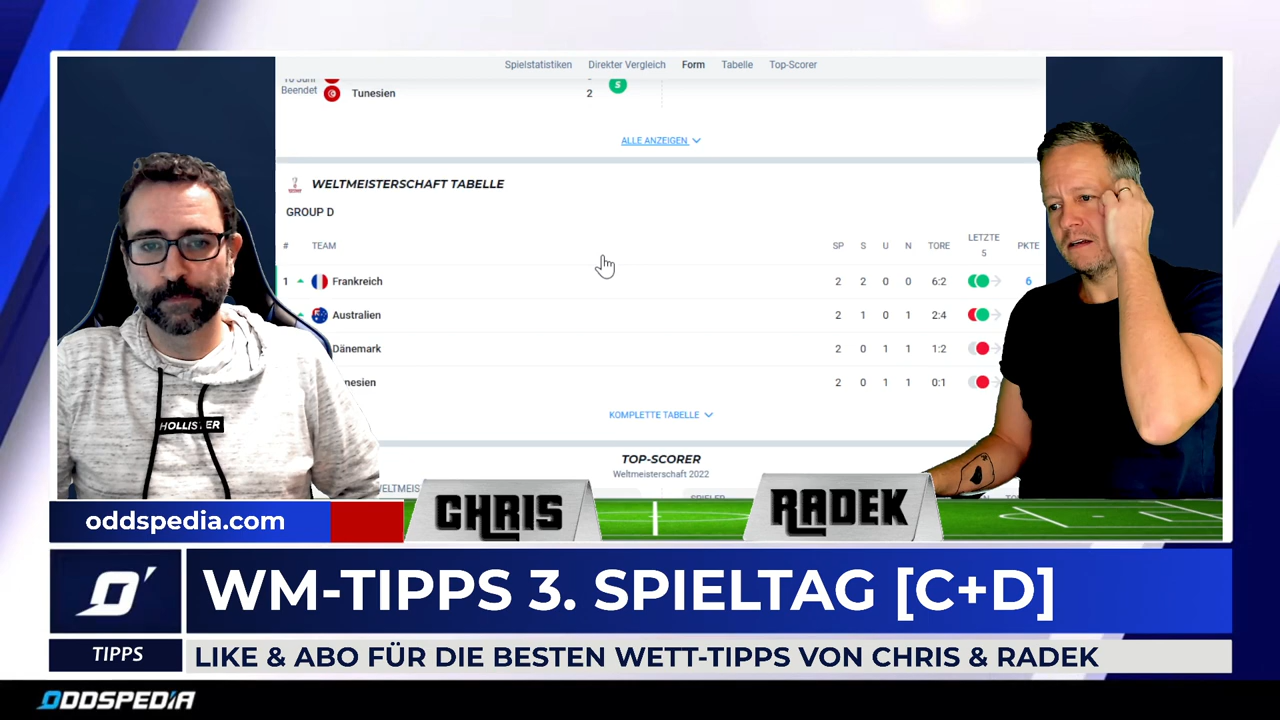 Spielstatistiken Direkter Vergleich Form Tabelle Top-Scorer
Beendet Tunesien 2 S
ALLE ANZEIGEN
WELTMEISTERSCHAFT TABELLE
GROUP D
# TEAM SP S U N TORE LETZTE 5 PKTE
1 Frankreich 2 2 0 0 6:2 6
Australien 2 1 0 1 2:4
Dänemark 2 0 1 1 1:2
nesien 2 0 1 1 0:1
KOMPLETTE TABELLE
TOP-SCORER
Weltmeisterschaft 2022
HOLLISTER
oddspedia.com
CHRIS
RADEK
WM-TIPPS 3. SPIELTAG [C+D]
TIPPS
LIKE & ABO FÜR DIE BESTEN WETT-TIPPS VON CHRIS & RADEK
ODDSPEDIA